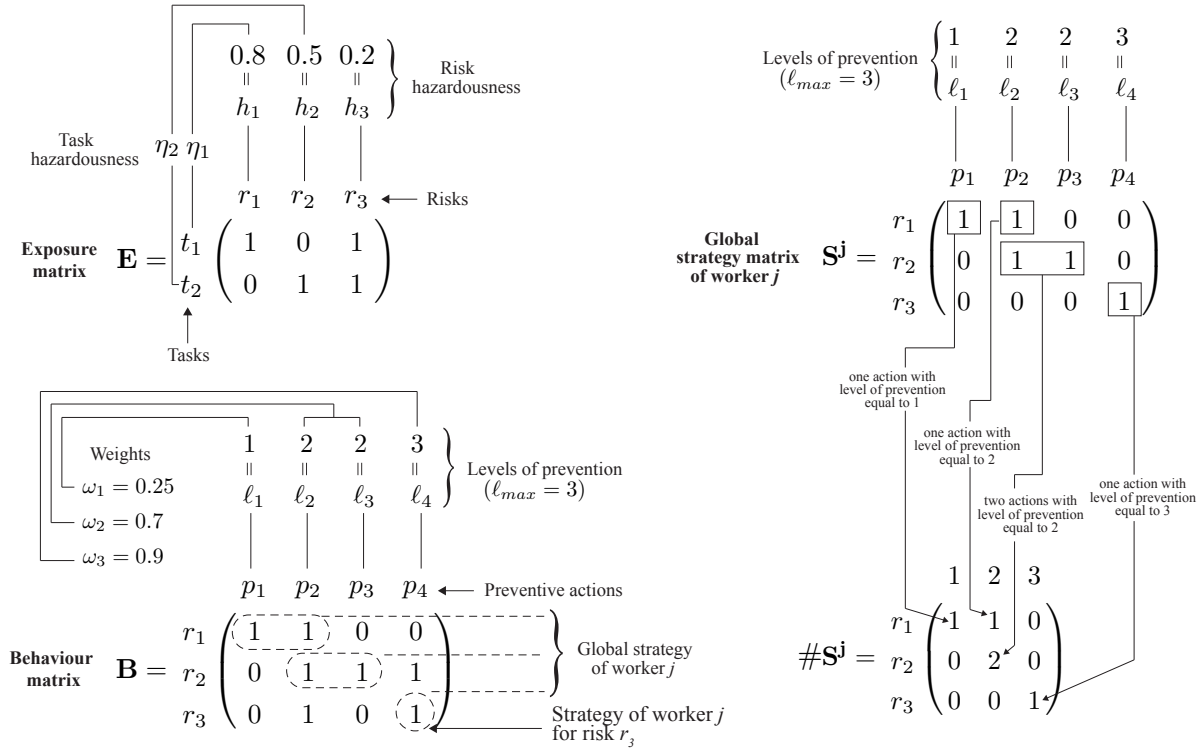 0.8 0.5 0.2
= = =
h1 h2 h3
Risk
hazardousness
Task
hazardousness
η2 η1
r1 r2 r3
Risks
Exposure
matrix
E =
t1 ( 1 0 1 )
t2 ( 0 1 1 )
Tasks
Levels of prevention
(ℓmax = 3)
1 2 2 3
= = = =
ℓ1 ℓ2 ℓ3 ℓ4
p1 p2 p3 p4
Global
strategy matrix
of worker j
S^j =
r1 ( 1 1 0 0 )
r2 ( 0 1 1 0 )
r3 ( 0 0 0 1 )
one action with
level of prevention
equal to 1
one action with
level of prevention
equal to 2
two actions with
level of prevention
equal to 2
one action with
level of prevention
equal to 3
1 2 3
#S^j =
r1 ( 1 1 0 )
r2 ( 0 2 0 )
r3 ( 0 0 1 )
Weights
ω1 = 0.25
ω2 = 0.7
ω3 = 0.9
1 2 2 3
= = = =
ℓ1 ℓ2 ℓ3 ℓ4
Levels of prevention
(ℓmax = 3)
p1 p2 p3 p4
Preventive actions
Behaviour
matrix
B =
r1 ( 1 1 0 0 )
r2 ( 0 1 1 1 )
r3 ( 0 1 0 1 )
Global strategy
of worker j
Strategy of worker j
for risk r3